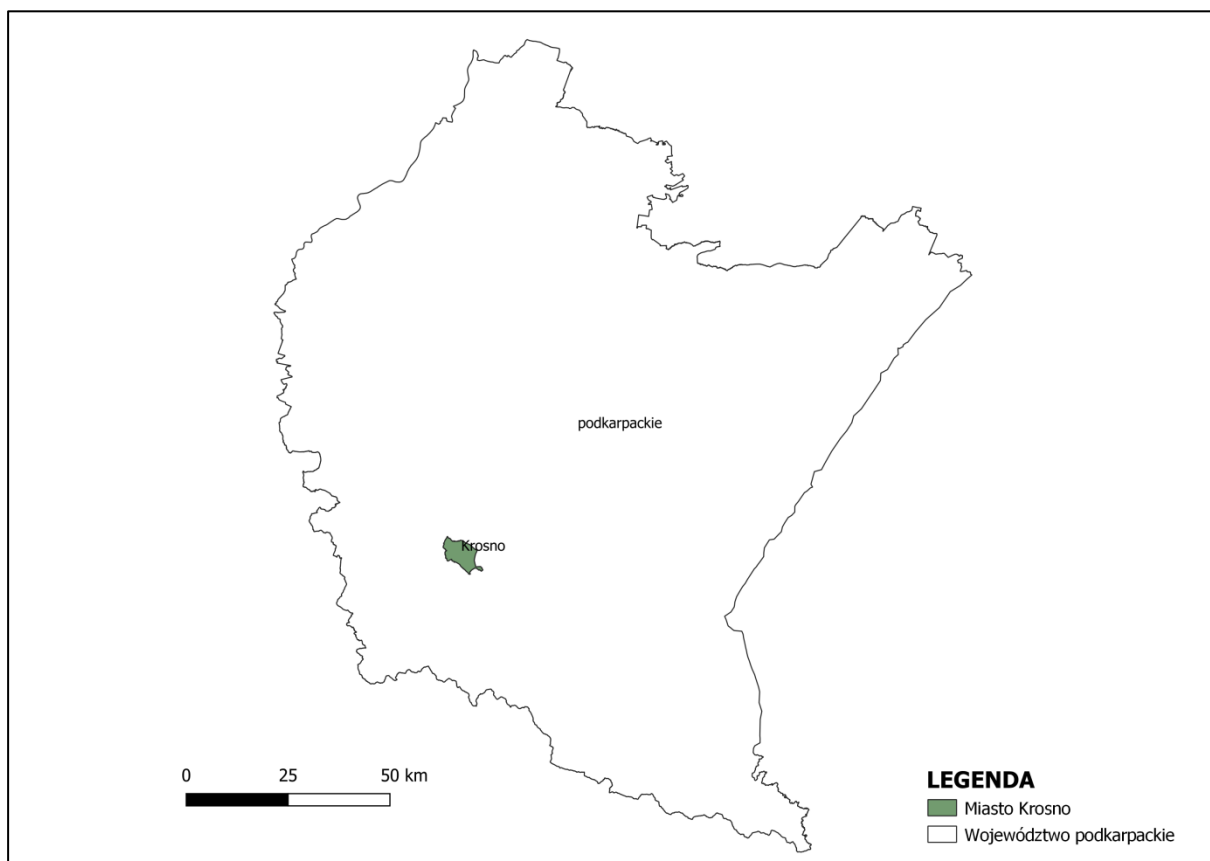 podkarpackie
Krosno
0 25 50 km
LEGENDA
Miasto Krosno
Województwo podkarpackie